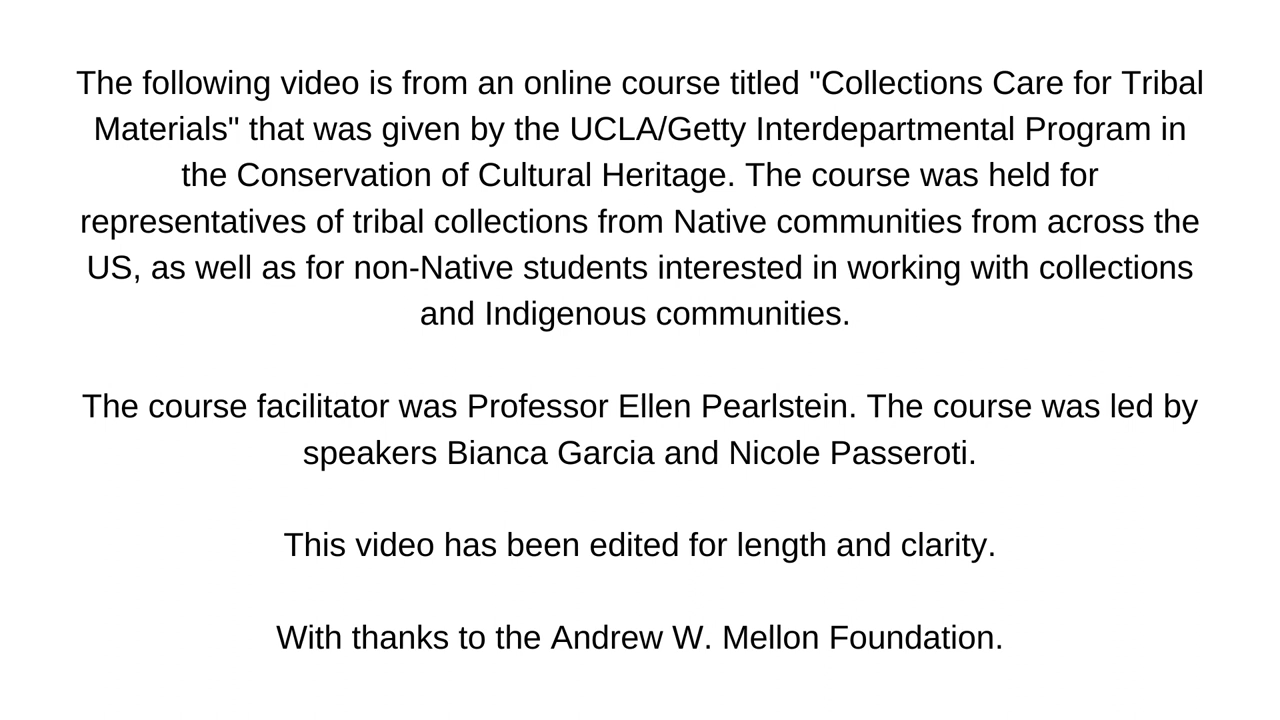 The following video is from an online course titled "Collections Care for Tribal
Materials" that was given by the UCLA/Getty Interdepartmental Program in
the Conservation of Cultural Heritage. The course was held for
representatives of tribal collections from Native communities from across the
US, as well as for non-Native students interested in working with collections
and Indigenous communities.
The course facilitator was Professor Ellen Pearlstein. The course was led by
speakers Bianca Garcia and Nicole Passeroti.
This video has been edited for length and clarity.
With thanks to the Andrew W. Mellon Foundation.